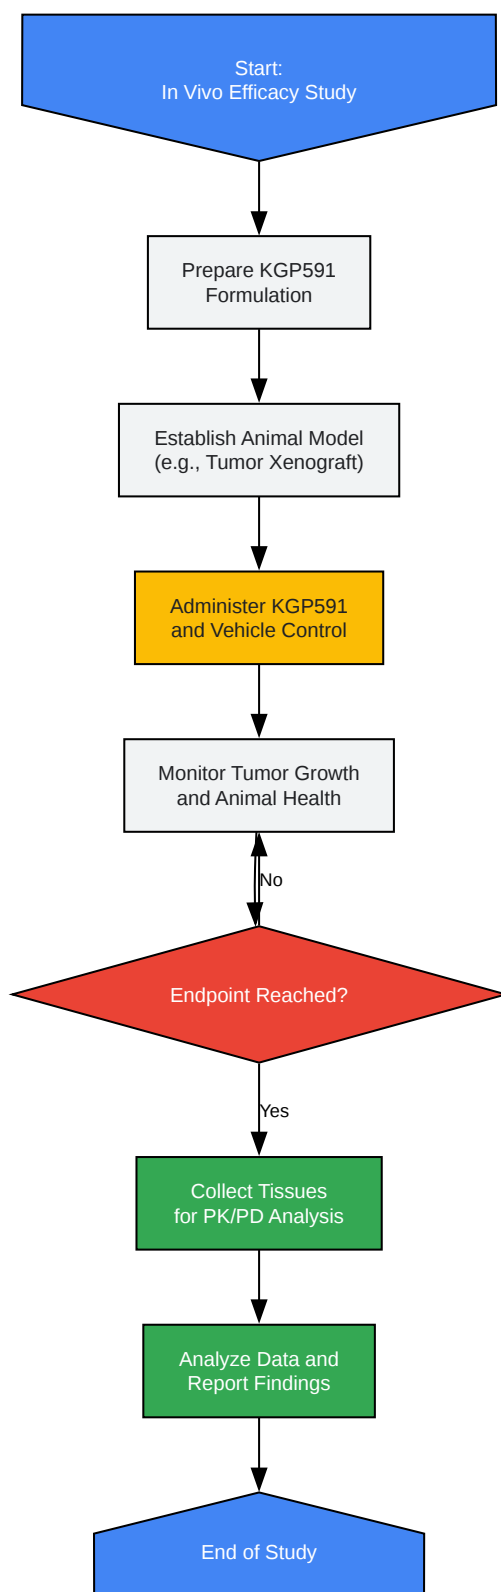 Start:
In Vivo Efficacy Study
Prepare KGP591
Formulation
Establish Animal Model
(e.g., Tumor Xenograft)
Administer KGP591
and Vehicle Control
Monitor Tumor Growth
and Animal Health
No
Endpoint Reached?
Yes
Collect Tissues
for PK/PD Analysis
Analyze Data and
Report Findings
End of Study